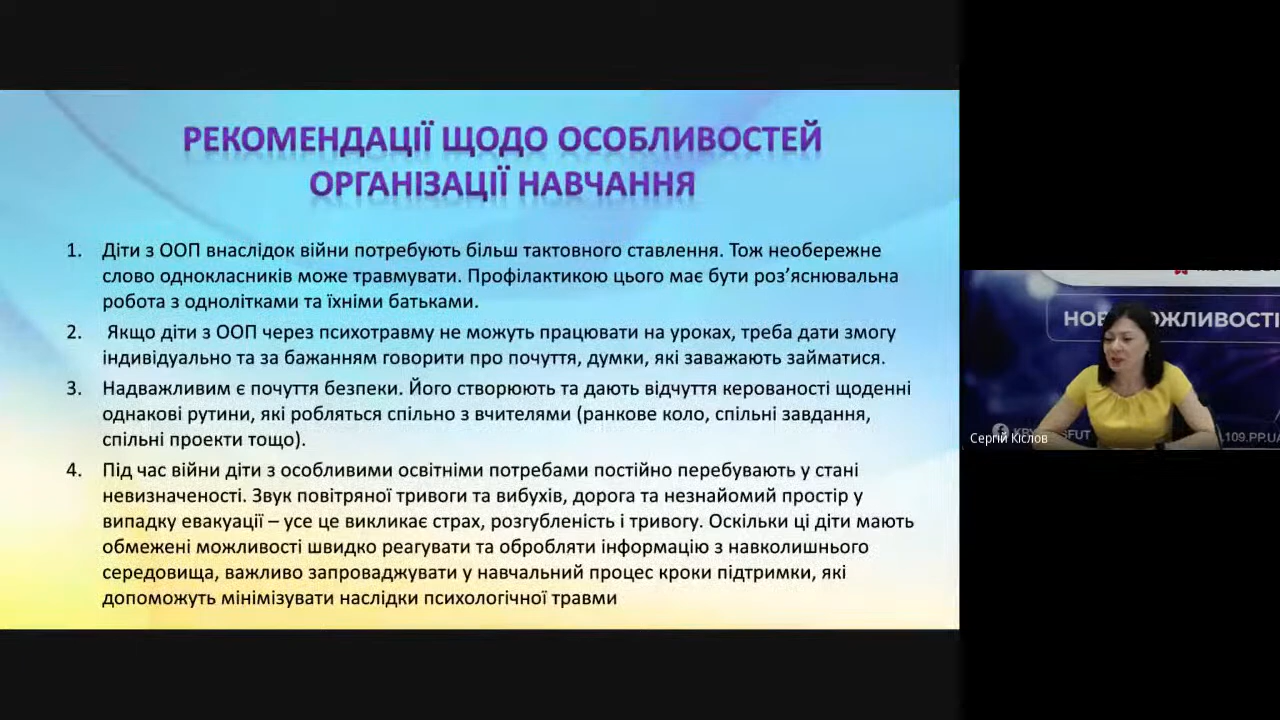 РЕКОМЕНДАЦІЇ ЩОДО ОСОБЛИВОСТЕЙ
ОРГАНІЗАЦІЇ НАВЧАННЯ
1. Діти з ООП внаслідок війни потребують більш тактовного ставлення. Тож необережне
слово однокласників може травмувати. Профілактикою цього має бути роз’яснювальна
робота з однолітками та їхніми батьками.
2. Якщо діти з ООП через психотравму не можуть працювати на уроках, треба дати змогу
індивідуально та за бажанням говорити про почуття, думки, які заважають займатися.
3. Надважливим є почуття безпеки. Його створюють та дають відчуття керованості щоденні
однакові рутини, які робляться спільно з вчителями (ранкове коло, спільні завдання,
спільні проекти тощо).
4. Під час війни діти з особливими освітніми потребами постійно перебувають у стані
невизначеності. Звук повітряної тривоги та вибухів, дорога та незнайомий простір у
випадку евакуації – усе це викликає страх, розгубленість і тривогу. Оскільки ці діти мають
обмежені можливості швидко реагувати та обробляти інформацію з навколишнього
середовища, важливо запроваджувати у навчальний процес кроки підтримки, які
допоможуть мінімізувати наслідки психологічної травми
Сергій Кіслов
.109.PP.UA